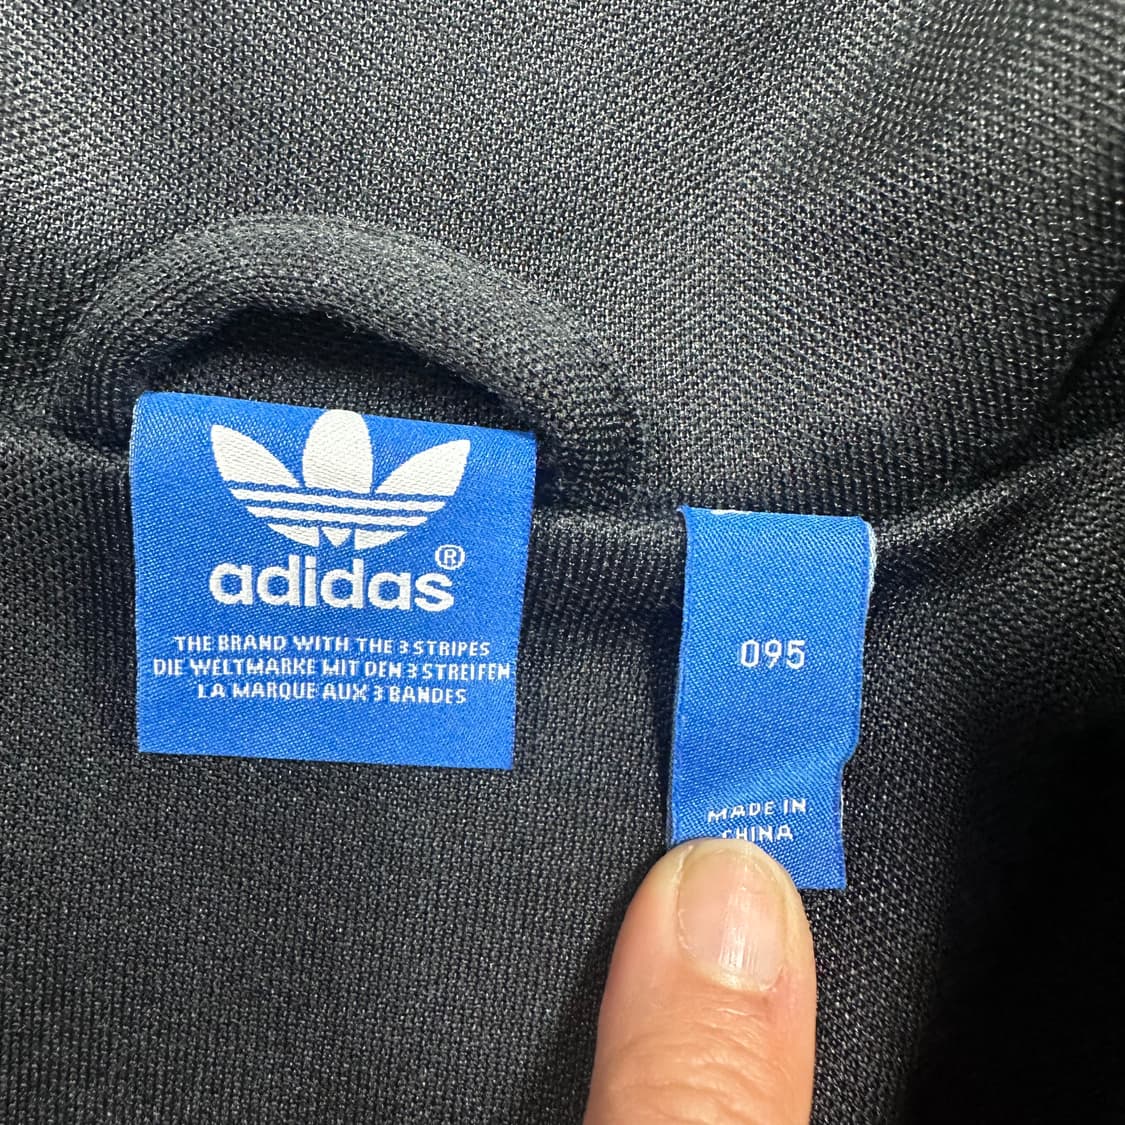 adidas®
THE BRAND WITH THE 3 STRIPES
DIE WELTMARKE MIT DEN 3 STREIFEN
LA MARQUE AUX 3 BANDES
095
MADE IN
CHINA